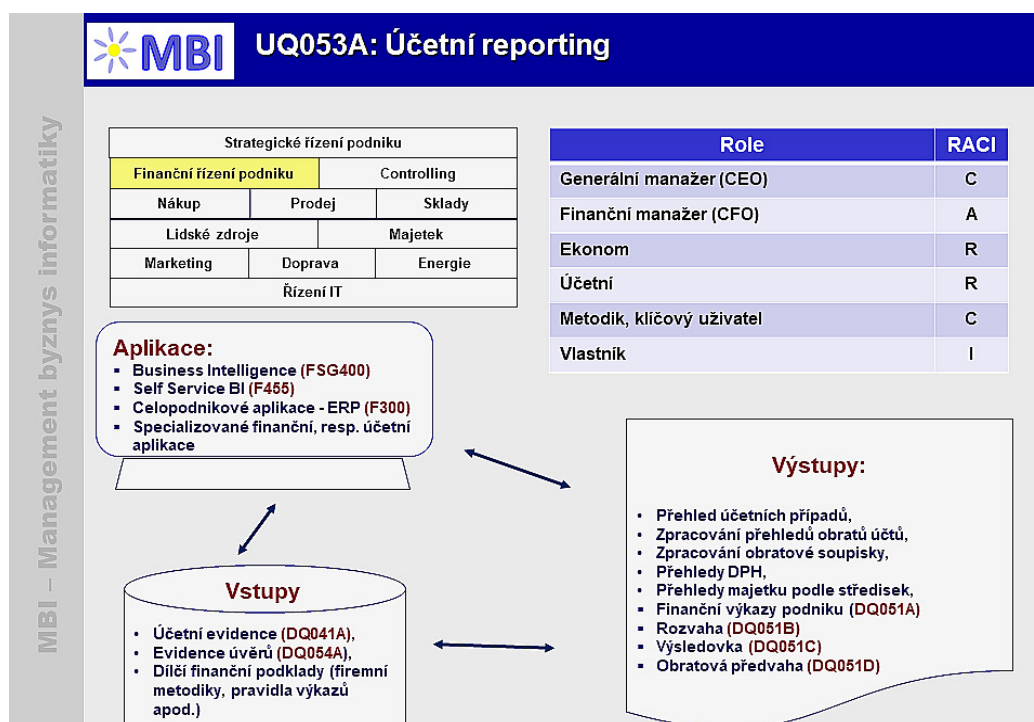 MBI
UQ053A: Účetní reporting
MBI – Management byznys informatiky
Strategické řízení podniku
Finanční řízení podniku Controlling
Nákup Prodej Sklady
Lidské zdroje Majetek
Marketing Doprava Energie
Řízení IT
Role RACI
Generální manažer (CEO) C
Finanční manažer (CFO) A
Ekonom R
Účetní R
Metodik, klíčový uživatel C
Vlastník I
Aplikace:
▪ Business Intelligence (FSG400)
▪ Self Service BI (F455)
▪ Celopodnikové aplikace - ERP (F300)
▪ Specializované finanční, resp. účetní
aplikace
Vstupy
• Účetní evidence (DQ041A),
• Evidence úvěrů (DQ054A),
• Dílčí finanční podklady (firemní
metodiky, pravidla výkazů
apod.)
Výstupy:
• Přehled účetních případů,
• Zpracování přehledů obratů účtů,
• Zpracování obratové soupisky,
• Přehledy DPH,
• Přehledy majetku podle středisek,
▪ Finanční výkazy podniku (DQ051A)
▪ Rozvaha (DQ051B)
▪ Výsledovka (DQ051C)
▪ Obratová předvaha (DQ051D)